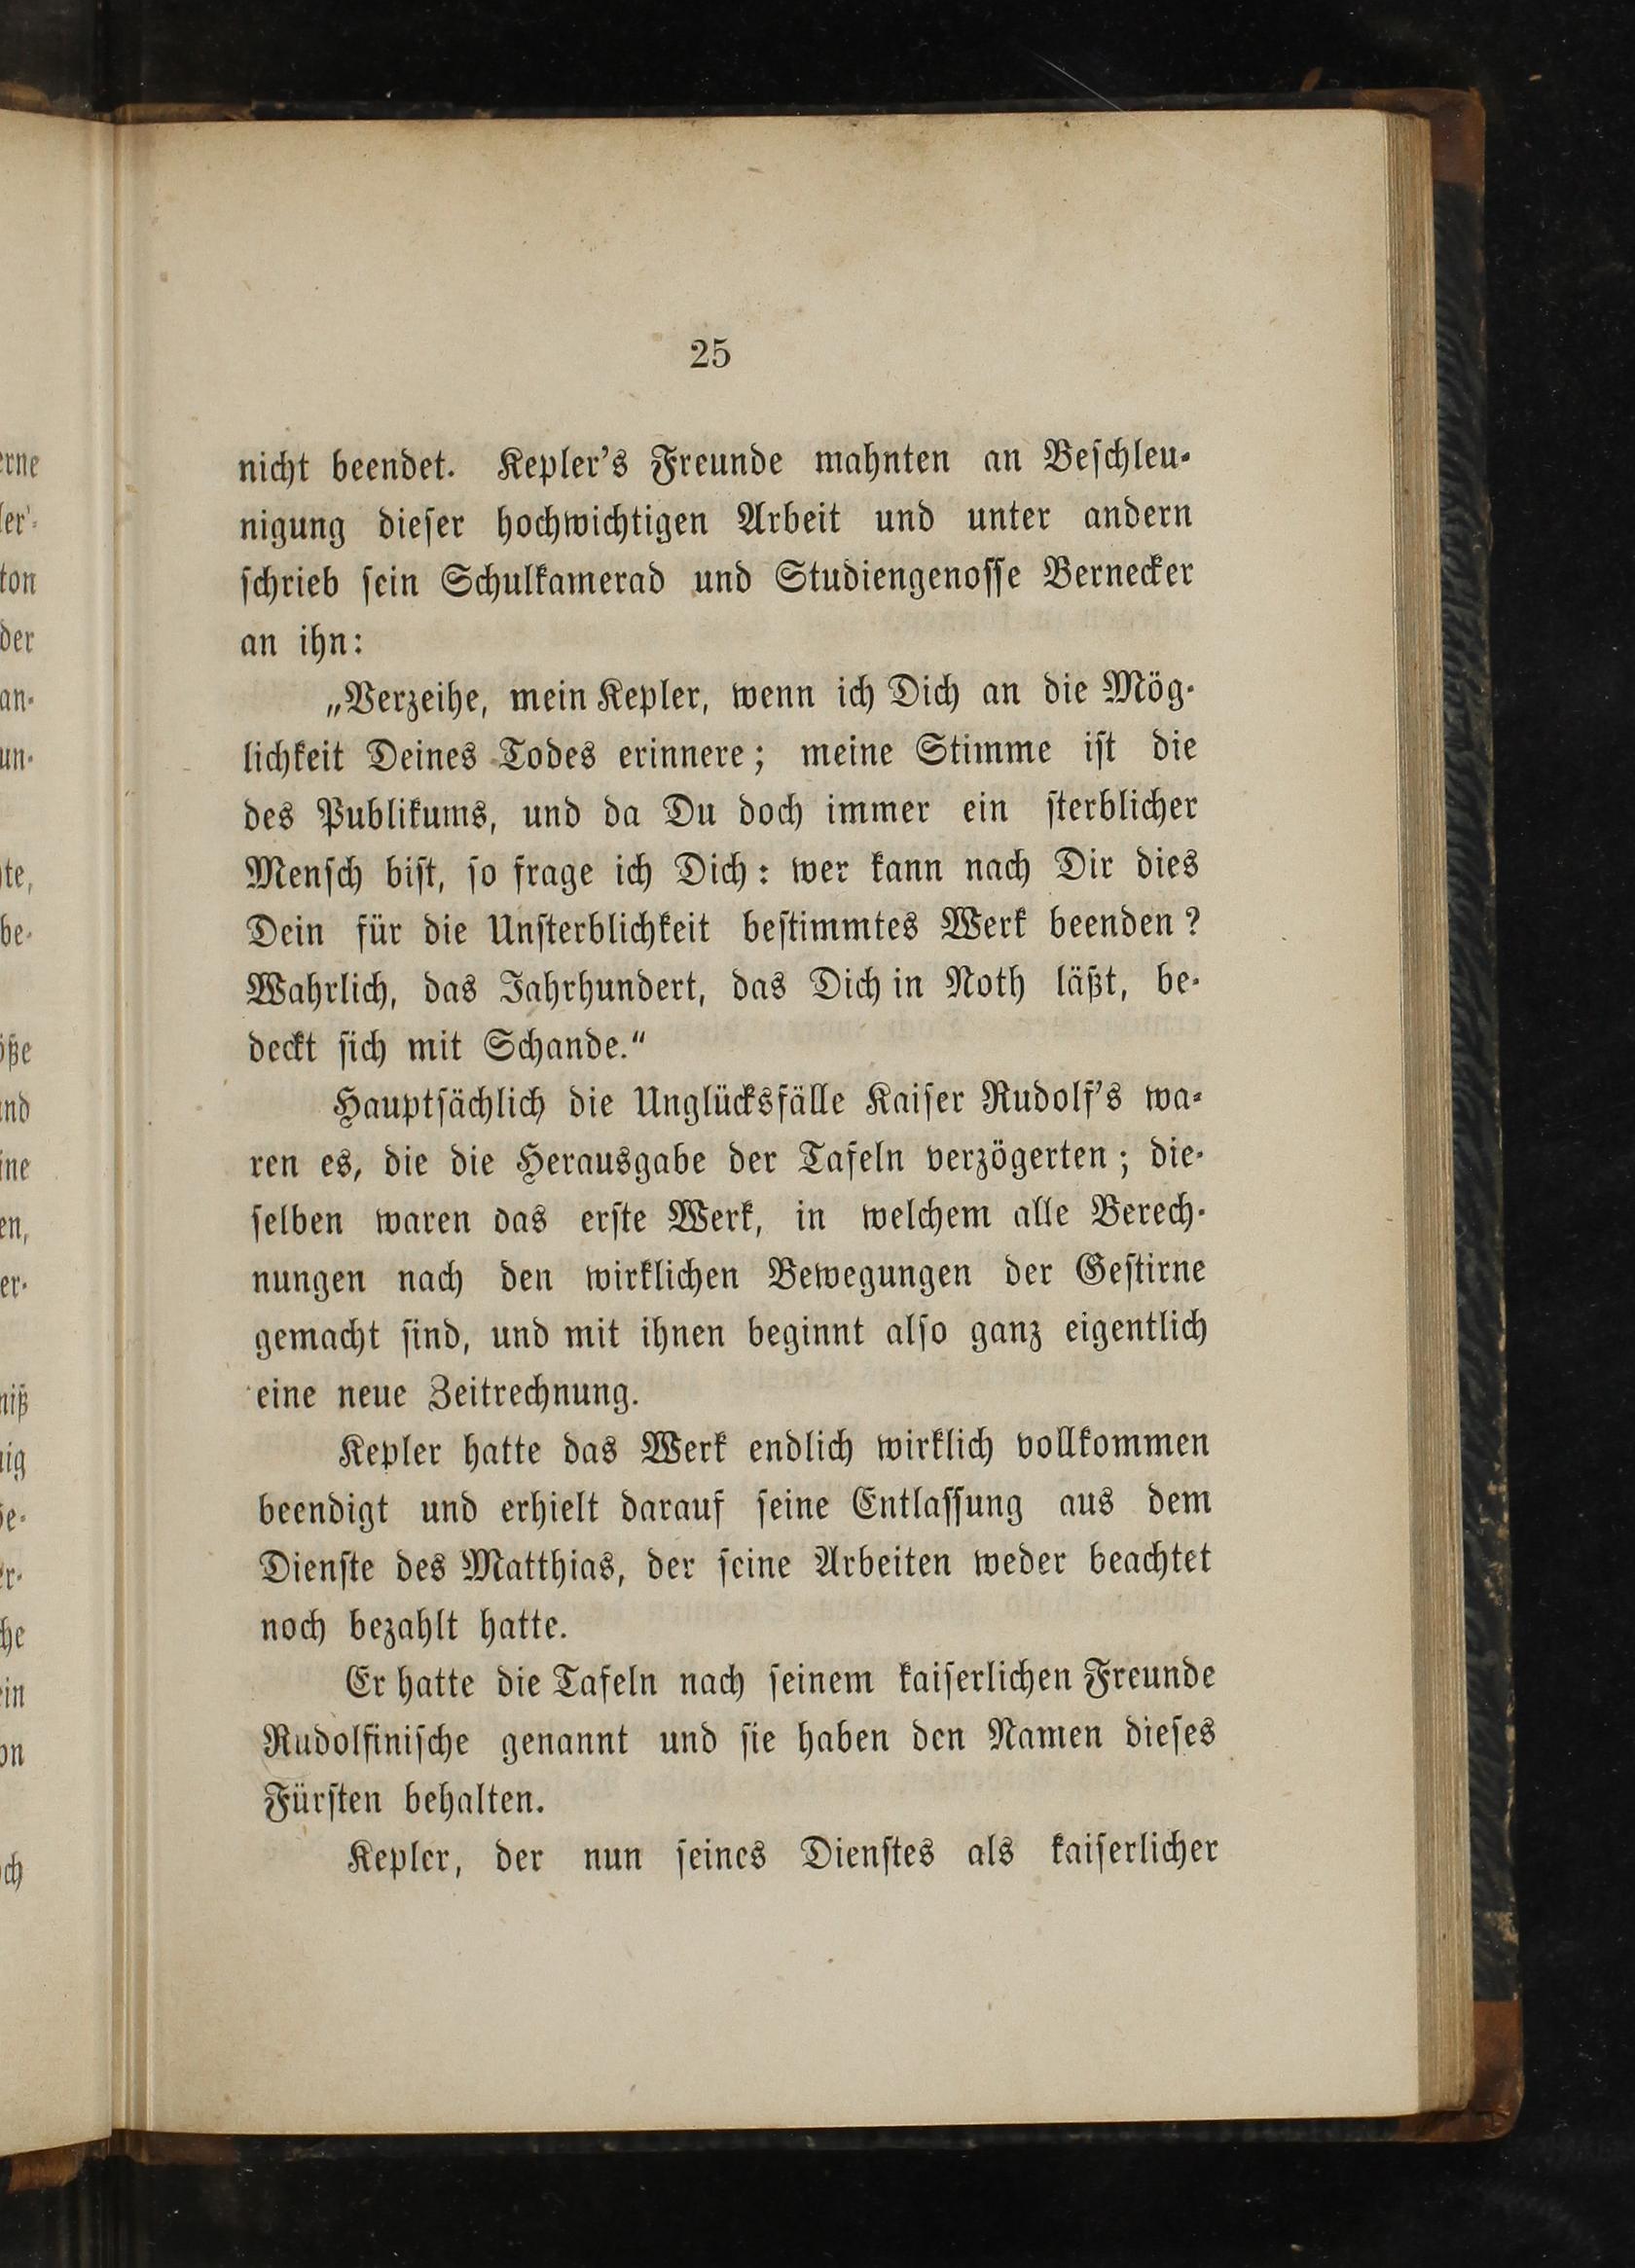 25
nicht beendet. Kepler's Freunde mahnten an Beschleu-
nigung dieser hochwichtigen Arbeit und unter andern
schrieb sein Schulkamerad und Studiengenosse Bernecker
an ihn:
„Verzeihe, mein Kepler, wenn ich Dich an die Mög-
lichkeit Deines Todes erinnere; meine Stimme ist die
des Publikums, und da Du doch immer ein sterblicher
Mensch bist, so frage ich Dich: wer kann nach Dir dies
Dein für die Unsterblichkeit bestimmtes Werk beenden?
Wahrlich, das Jahrhundert, das Dich in Noth läßt, be-
deckt sich mit Schande.“
Hauptsächlich die Unglücksfälle Kaiser Rudolf's wa-
ren es, die die Herausgabe der Tafeln verzögerten; die-
selben waren das erste Werk, in welchem alle Berech-
nungen nach den wirklichen Bewegungen der Gestirne
gemacht sind, und mit ihnen beginnt also ganz eigentlich
eine neue Zeitrechnung.
Kepler hatte das Werk endlich wirklich vollkommen
beendigt und erhielt darauf seine Entlassung aus dem
Dienste des Matthias, der seine Arbeiten weder beachtet
noch bezahlt hatte.
Er hatte die Tafeln nach seinem kaiserlichen Freunde
Rudolfinische genannt und sie haben den Namen dieses
Fürsten behalten.
Kepler, der nun seines Dienstes als kaiserlicher